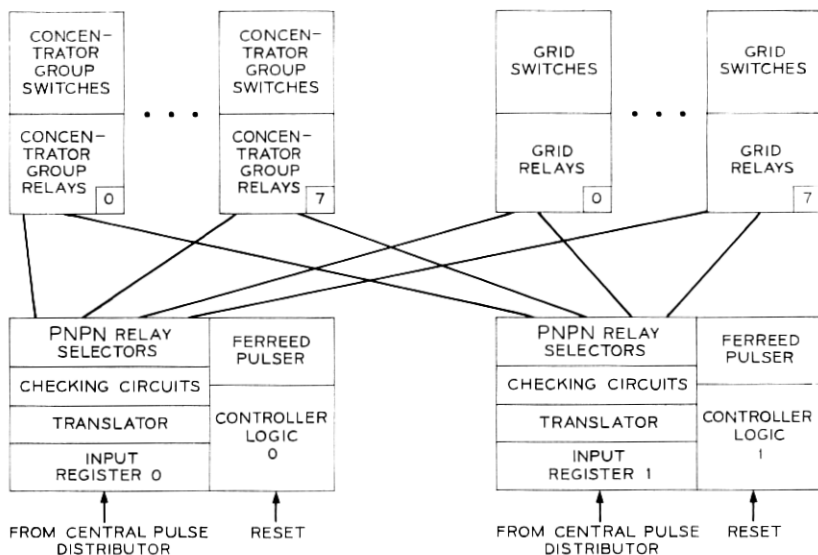 CONCEN-
TRATOR
GROUP
SWITCHES
CONCEN-
TRATOR
GROUP
RELAYS
0
• • •
CONCEN-
TRATOR
GROUP
SWITCHES
CONCEN-
TRATOR
GROUP
RELAYS
7
GRID
SWITCHES
GRID
RELAYS
0
• • •
GRID
SWITCHES
GRID
RELAYS
7
PNPN RELAY
SELECTORS
CHECKING CIRCUITS
TRANSLATOR
INPUT
REGISTER 0
FERREED
PULSER
CONTROLLER
LOGIC
0
FROM CENTRAL PULSE
DISTRIBUTOR
RESET
PNPN RELAY
SELECTORS
CHECKING CIRCUITS
TRANSLATOR
INPUT
REGISTER 1
FERREED
PULSER
CONTROLLER
LOGIC
1
FROM CENTRAL PULSE
DISTRIBUTOR
RESET